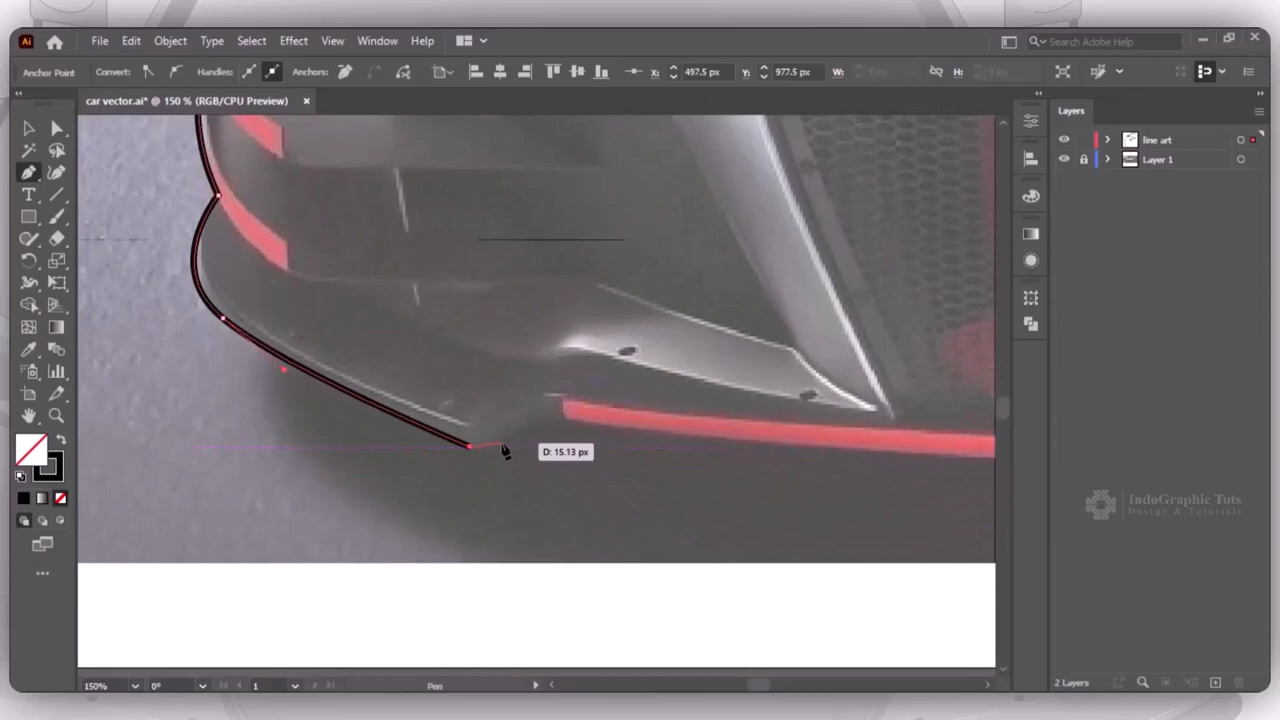 Ai File Edit Object Type Select Effect View Window Help Search Adobe Help
Anchor Point Convert: Handles: Anchors: X: 497.5 px Y: 977.5 px W: H:
car vector.ai* @ 150 % (RGB/CPU Preview)
Layers
line art
Layer 1
D: 15.13 px
IndoGraphic Tuts
Design & Tutorials
150% 0° 1 Pen
2 Layers